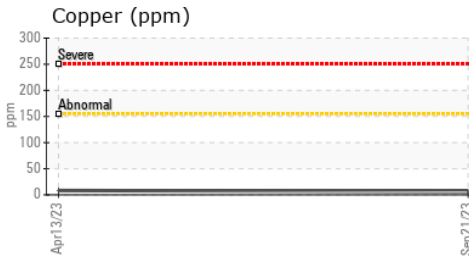 Copper (ppm)
300
250
200
150
100
50
0
ppm
Severe
Abnormal
Apr13/23
Sep21/23